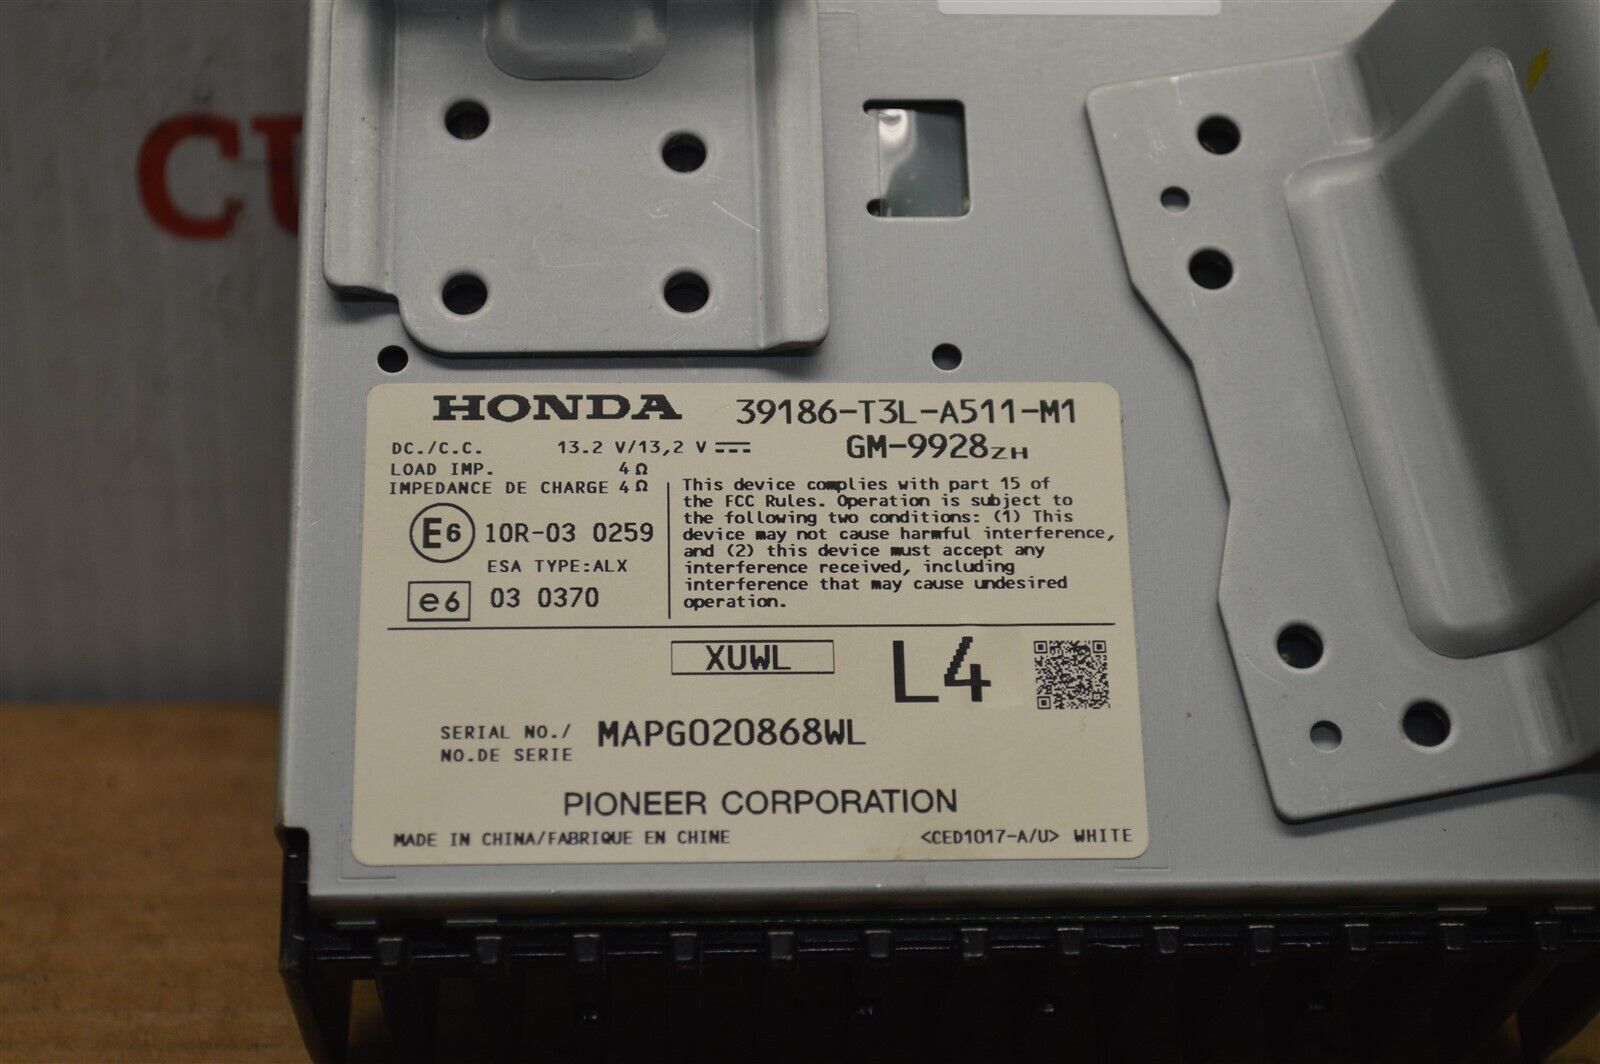 CU
HONDA 39186-T3L-A511-M1
GM-9928ZH
DC./C.C. 13.2 V/13,2 V
LOAD IMP. 4Ω
IMPEDANCE DE CHARGE 4Ω
This device complies with part 15 of
the FCC Rules. Operation is subject to
the following two conditions: (1) This
device may not cause harmful interference,
and (2) this device must accept any
interference received, including
interference that may cause undesired
operation.
E6 10R-03 0259
ESA TYPE:ALX
e6 03 0370
XUWL L4
SERIAL NO./ MAPG020868WL
NO.DE SERIE
PIONEER CORPORATION
MADE IN CHINA/FABRIQUE EN CHINE <CED1017-A/U> WHITE